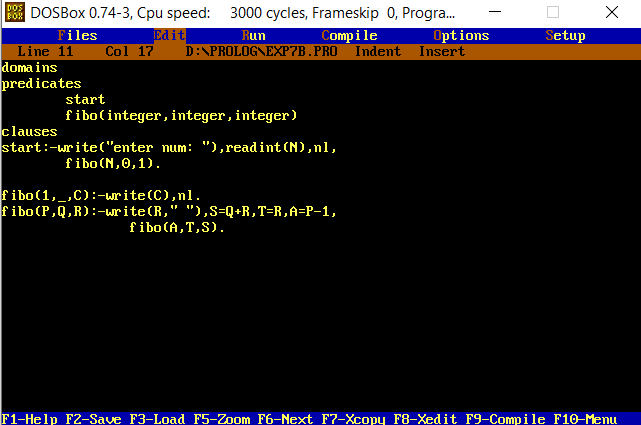 DOS BOX DOSBox 0.74-3, Cpu speed: 3000 cycles, Frameskip 0, Progra...
Files Edit Run Compile Options Setup
Line 11 Col 17 D:\PROLOG\EXP7B.PRO Indent Insert
domains
predicates
start
fibo(integer,integer,integer)
clauses
start:-write("enter num: "),readint(N),nl,
fibo(N,0,1).
fibo(1,_,C):-write(C),nl.
fibo(P,Q,R):-write(R," "),S=Q+R,T=R,A=P-1,
fibo(A,T,S).
F1-Help F2-Save F3-Load F5-Zoom F6-Next F7-Xcopy F8-Xedit F9-Compile F10-Menu